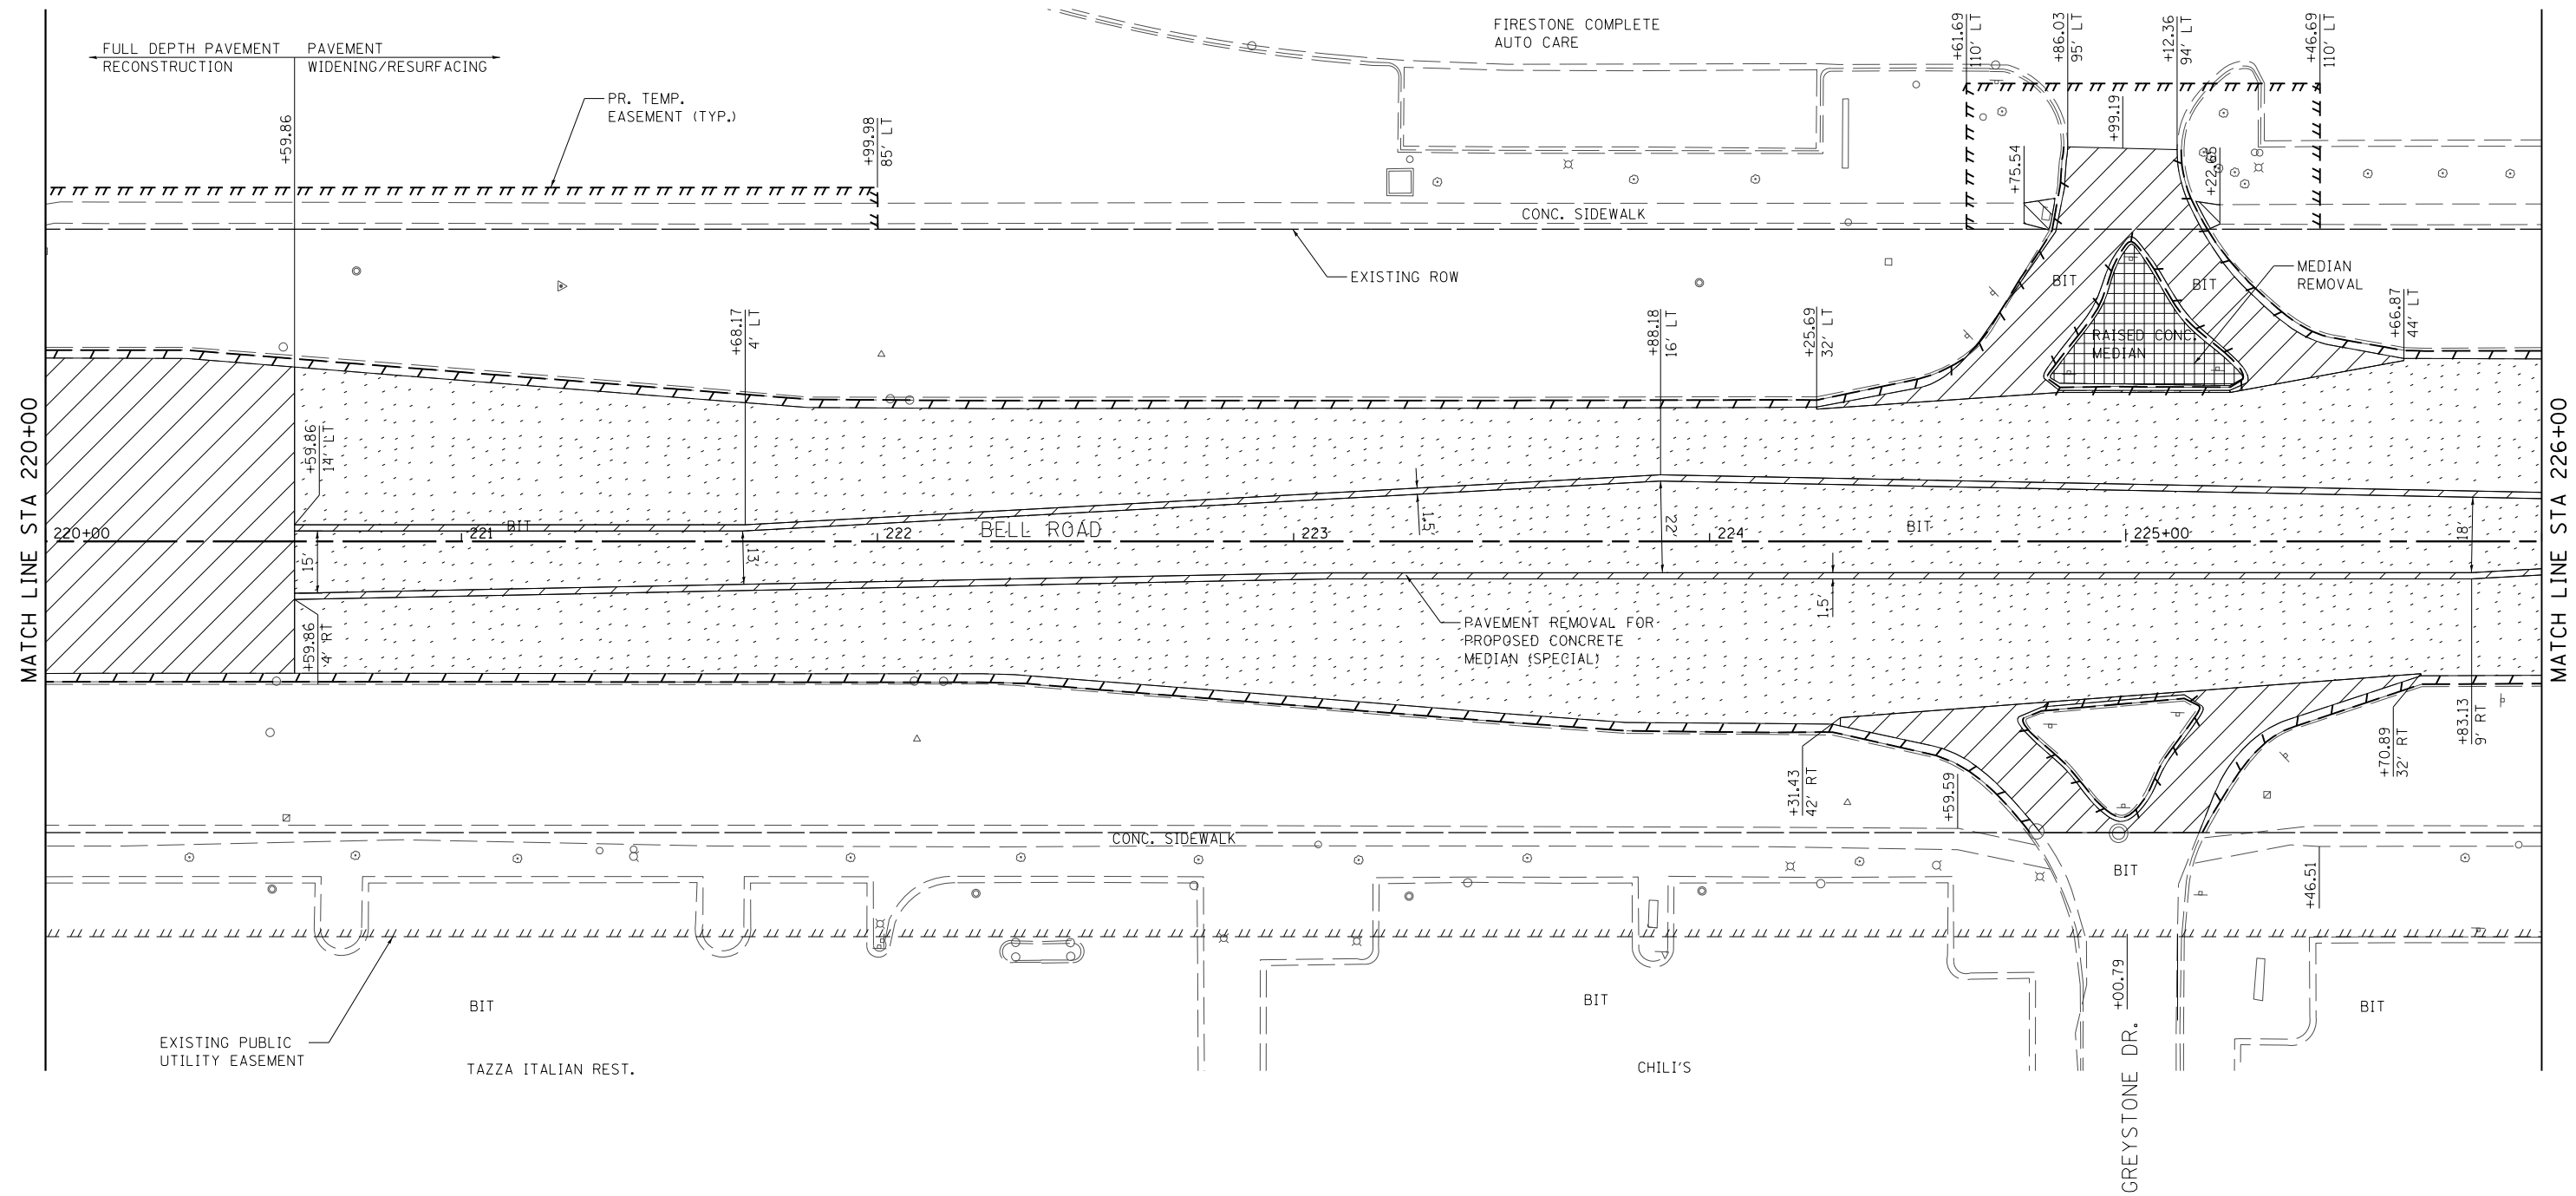 FIRESTONE COMPLETE
AUTO CARE
FULL DEPTH PAVEMENT
RECONSTRUCTION
PAVEMENT
WIDENING/RESURFACING
PR. TEMP.
EASEMENT (TYP.)
+59.86
+99.98
85' LT
+61.69
110' LT
+86.03
95' LT
+12.36
94' LT
+46.69
110' LT
+99.19
+75.54
+22.65
CONC. SIDEWALK
EXISTING ROW
BIT
BIT
MEDIAN
REMOVAL
RAISED CONC.
MEDIAN
+68.17
4' LT
+88.18
16' LT
+25.69
32' LT
+66.87
44' LT
MATCH LINE STA 220+00
MATCH LINE STA 226+00
+59.86
14' LT
BIT
BELL ROAD
1.5'
22'
BIT
18'
220+00
221
222
223
224
225+00
15'
13'
1.5'
+59.86
4' RT
PAVEMENT REMOVAL FOR
PROPOSED CONCRETE
MEDIAN (SPECIAL)
+31.43
42' RT
+59.59
+70.89
32' RT
+83.13
9' RT
CONC. SIDEWALK
BIT
+46.51
+00.79
BIT
BIT
BIT
EXISTING PUBLIC
UTILITY EASEMENT
TAZZA ITALIAN REST.
CHILI'S
GREYSTONE DR.